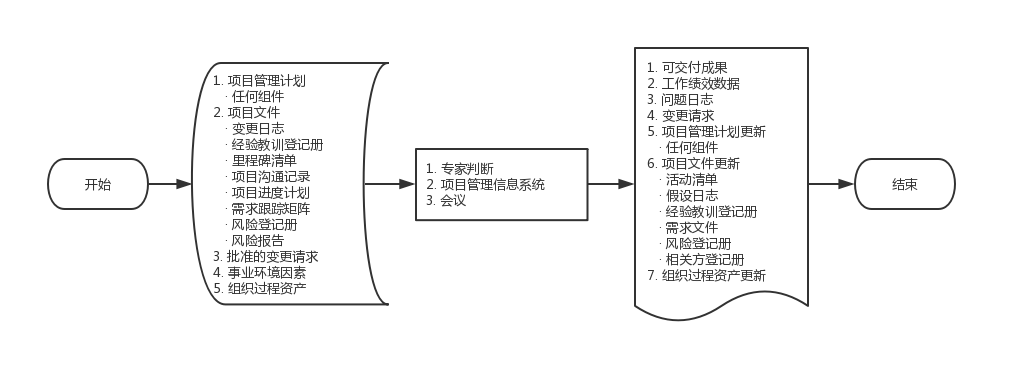 开始
1. 项目管理计划
· 任何组件
2. 项目文件
· 变更日志
· 经验教训登记册
· 里程碑清单
· 项目沟通记录
· 项目进度计划
· 需求跟踪矩阵
· 风险登记册
· 风险报告
3. 批准的变更请求
4. 事业环境因素
5. 组织过程资产
1. 专家判断
2. 项目管理信息系统
3. 会议
1. 可交付成果
2. 工作绩效数据
3. 问题日志
4. 变更请求
5. 项目管理计划更新
· 任何组件
6. 项目文件更新
· 活动清单
· 假设日志
· 经验教训登记册
· 需求文件
· 风险登记册
· 相关方登记册
7. 组织过程资产更新
结束